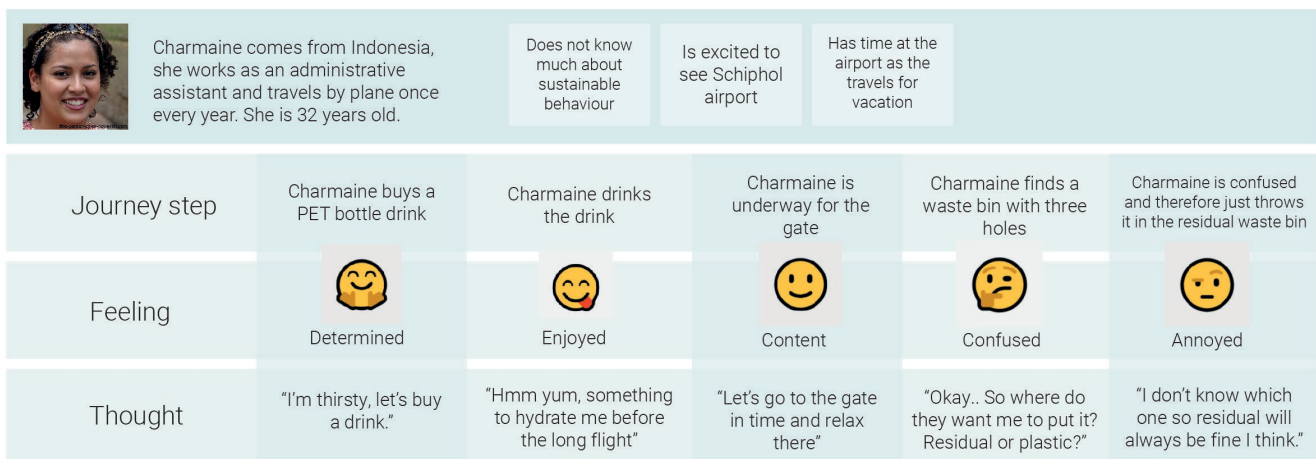 Charmaine comes from Indonesia,
she works as an administrative
assistant and travels by plane once
every year. She is 32 years old.
Does not know
much about
sustainable
behaviour
Is excited to
see Schiphol
airport
Has time at the
airport as the
travels for
vacation
Journey step
Charmaine buys a
PET bottle drink
Charmaine drinks
the drink
Charmaine is
underway for the
gate
Charmaine finds a
waste bin with three
holes
Charmaine is confused
and therefore just throws
it in the residual waste bin
Feeling
Determined
Enjoyed
Content
Confused
Annoyed
Thought
“I’m thirsty, let’s buy
a drink.”
“Hmm yum, something
to hydrate me before
the long flight”
“Let’s go to the gate
in time and relax
there”
“Okay.. So where do
they want me to put it?
Residual or plastic?”
“I don’t know which
one so residual will
always be fine I think.”